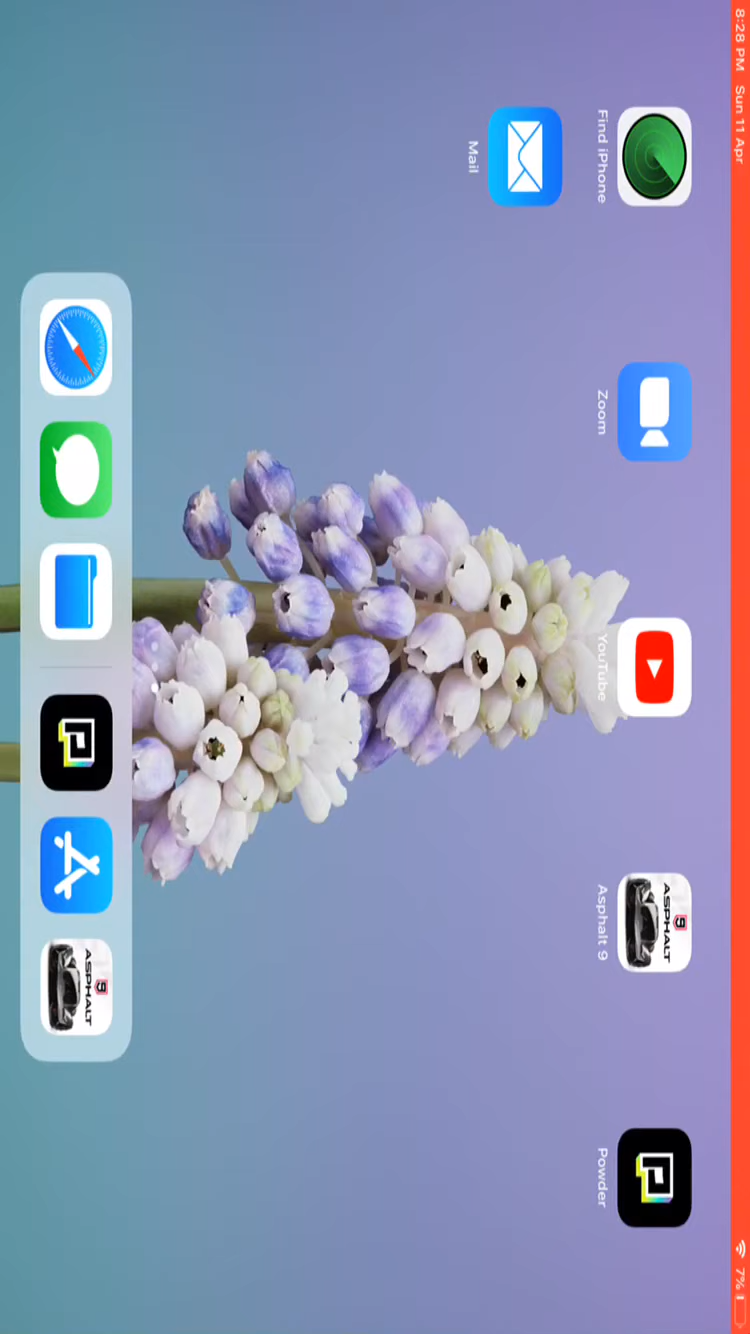 8:28 PM Sun 11 Apr
7%
Find iPhone
Zoom
YouTube
ASPHALT
9
Asphalt 9
Powder
Mail
ASPHALT
9